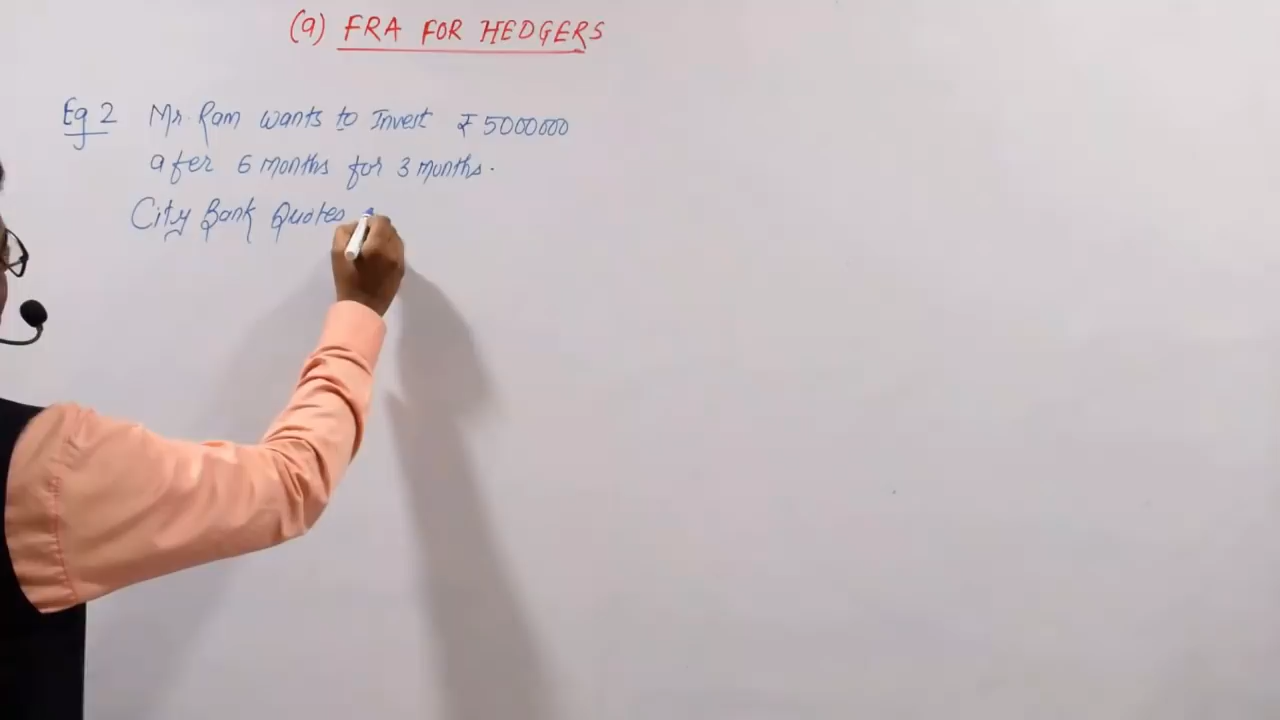 (a) FRA FOR HEDGERS
Eg 2 Mr. Ram wants to Invest ₹ 5000000
after 6 months for 3 months.
City Bank Quotes